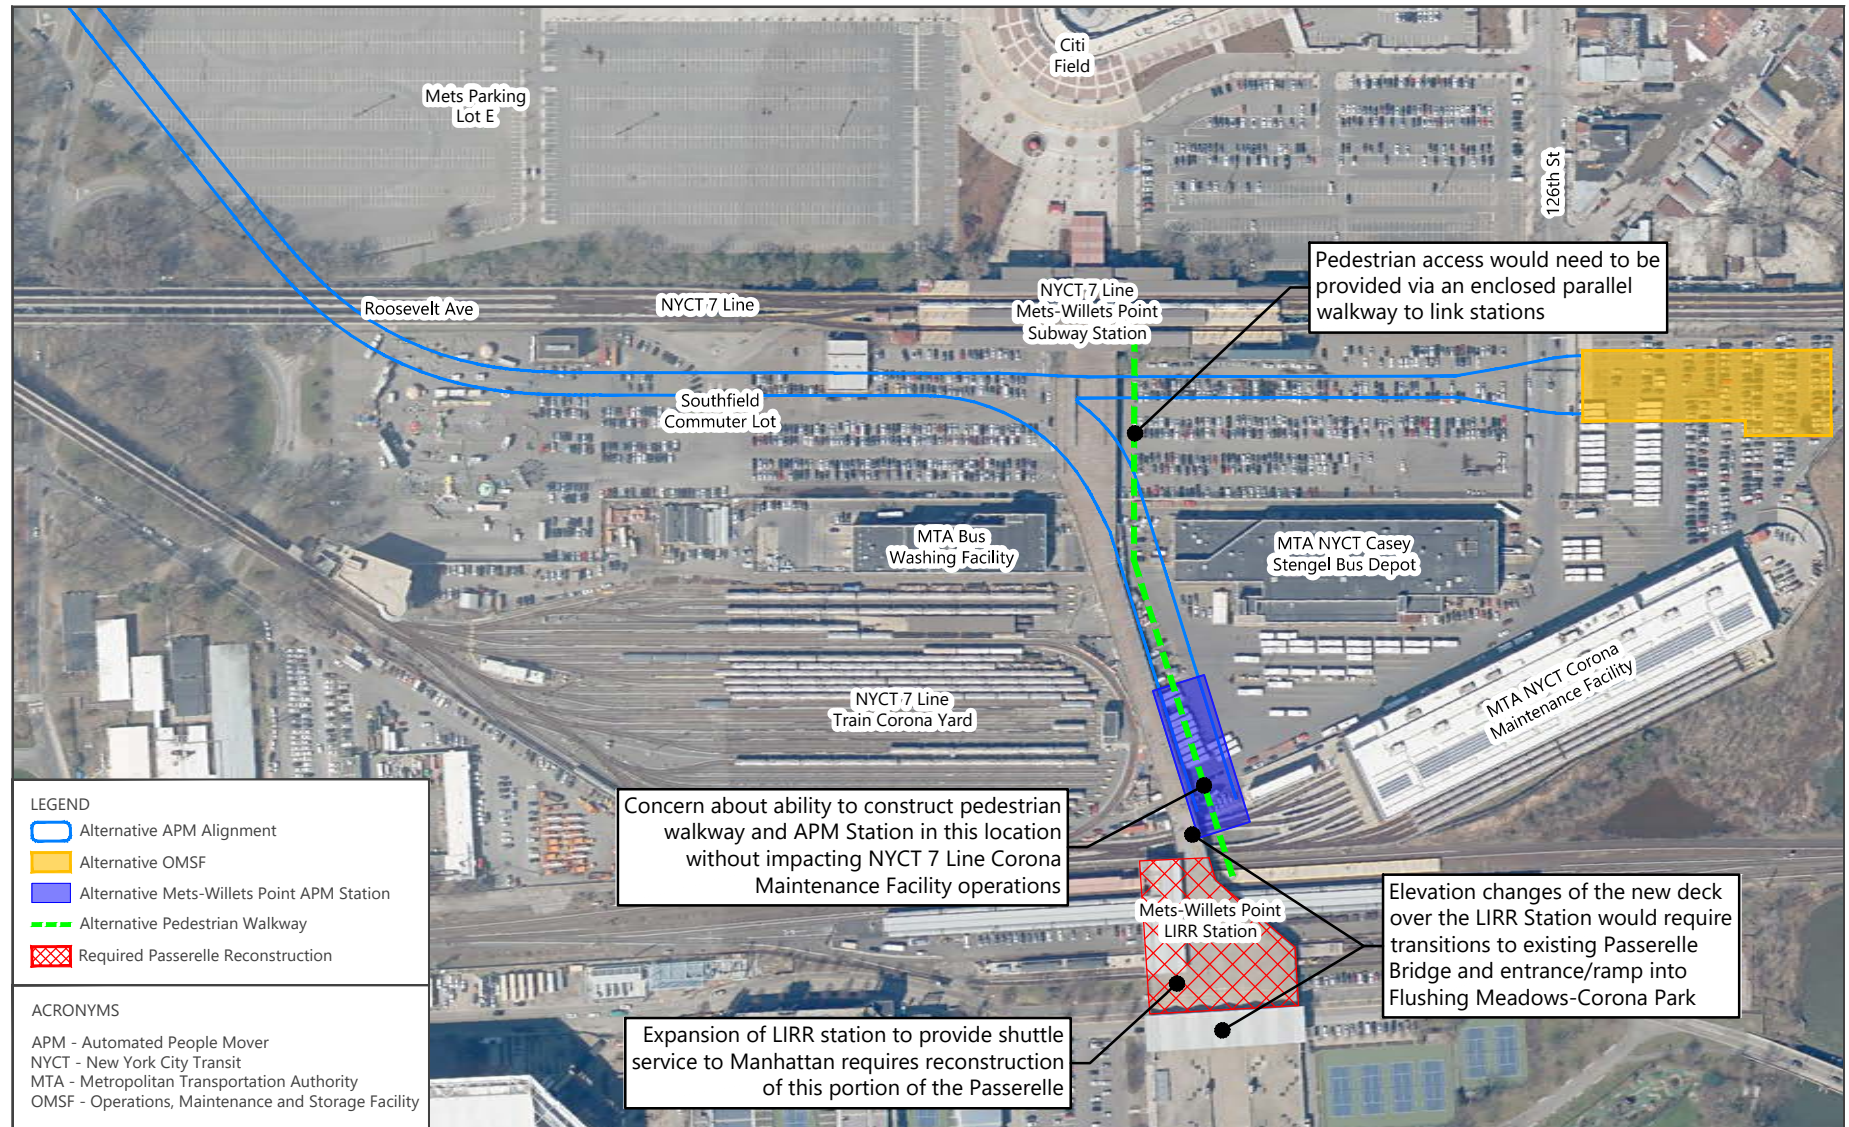 Citi
Field
Mets Parking
Lot E
126th St
Pedestrian access would need to be
provided via an enclosed parallel
walkway to link stations
Roosevelt Ave
NYCT 7 Line
NYCT 7 Line
Mets-Willets Point
Subway Station
Southfield
Commuter Lot
MTA Bus
Washing Facility
MTA NYCT Casey
Stengel Bus Depot
MTA NYCT Corona
Maintenance Facility
NYCT 7 Line
Train Corona Yard
Concern about ability to construct pedestrian
walkway and APM Station in this location
without impacting NYCT 7 Line Corona
Maintenance Facility operations
Mets-Willets Point
LIRR Station
Elevation changes of the new deck
over the LIRR Station would require
transitions to existing Passerelle
Bridge and entrance/ramp into
Flushing Meadows-Corona Park
Expansion of LIRR station to provide shuttle
service to Manhattan requires reconstruction
of this portion of the Passerelle
LEGEND
Alternative APM Alignment
Alternative OMSF
Alternative Mets-Willets Point APM Station
Alternative Pedestrian Walkway
Required Passerelle Reconstruction
ACRONYMS
APM - Automated People Mover
NYCT - New York City Transit
MTA - Metropolitan Transportation Authority
OMSF - Operations, Maintenance and Storage Facility